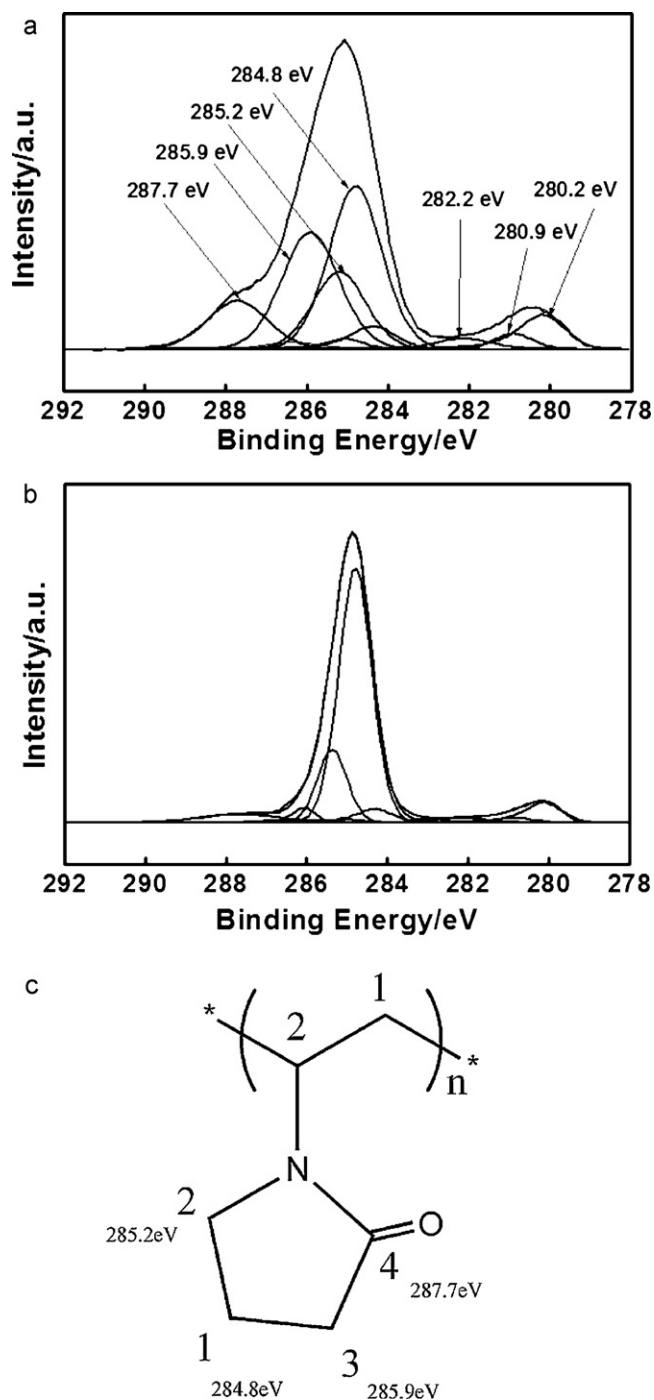 a
284.8 eV
285.2 eV
285.9 eV
287.7 eV
282.2 eV
280.9 eV
280.2 eV
Intensity/a.u.
292 290 288 286 284 282 280 278
Binding Energy/eV
b
Intensity/a.u.
292 290 288 286 284 282 280 278
Binding Energy/eV
c
1
* 2 n *
N
2 O
285.2eV 4
287.7eV
1 3
284.8eV 285.9eV